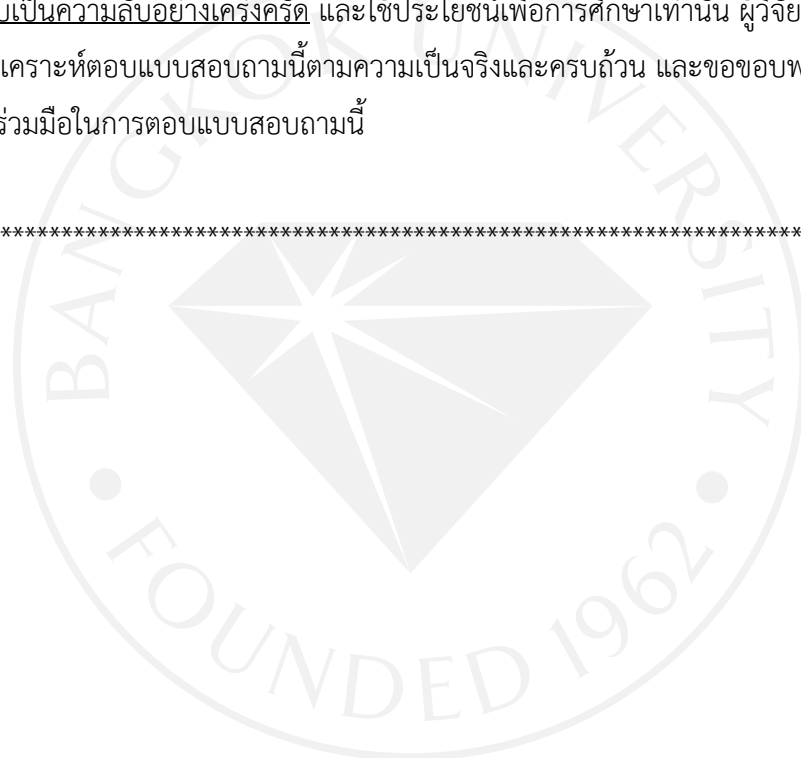 บเป็นความลับอย่างเคร่งครัด และใช้ประโยชน์เพื่อการศึกษาเท่านั้น ผู้วิจัย
เคราะห์ตอบแบบสอบถามนี้ตามความเป็นจริงและครบถ้วน และขอขอบพ
ร่วมมือในการตอบแบบสอบถามนี้
******************************************************************
BANGKOK UNIVERSITY
FOUNDED 1962